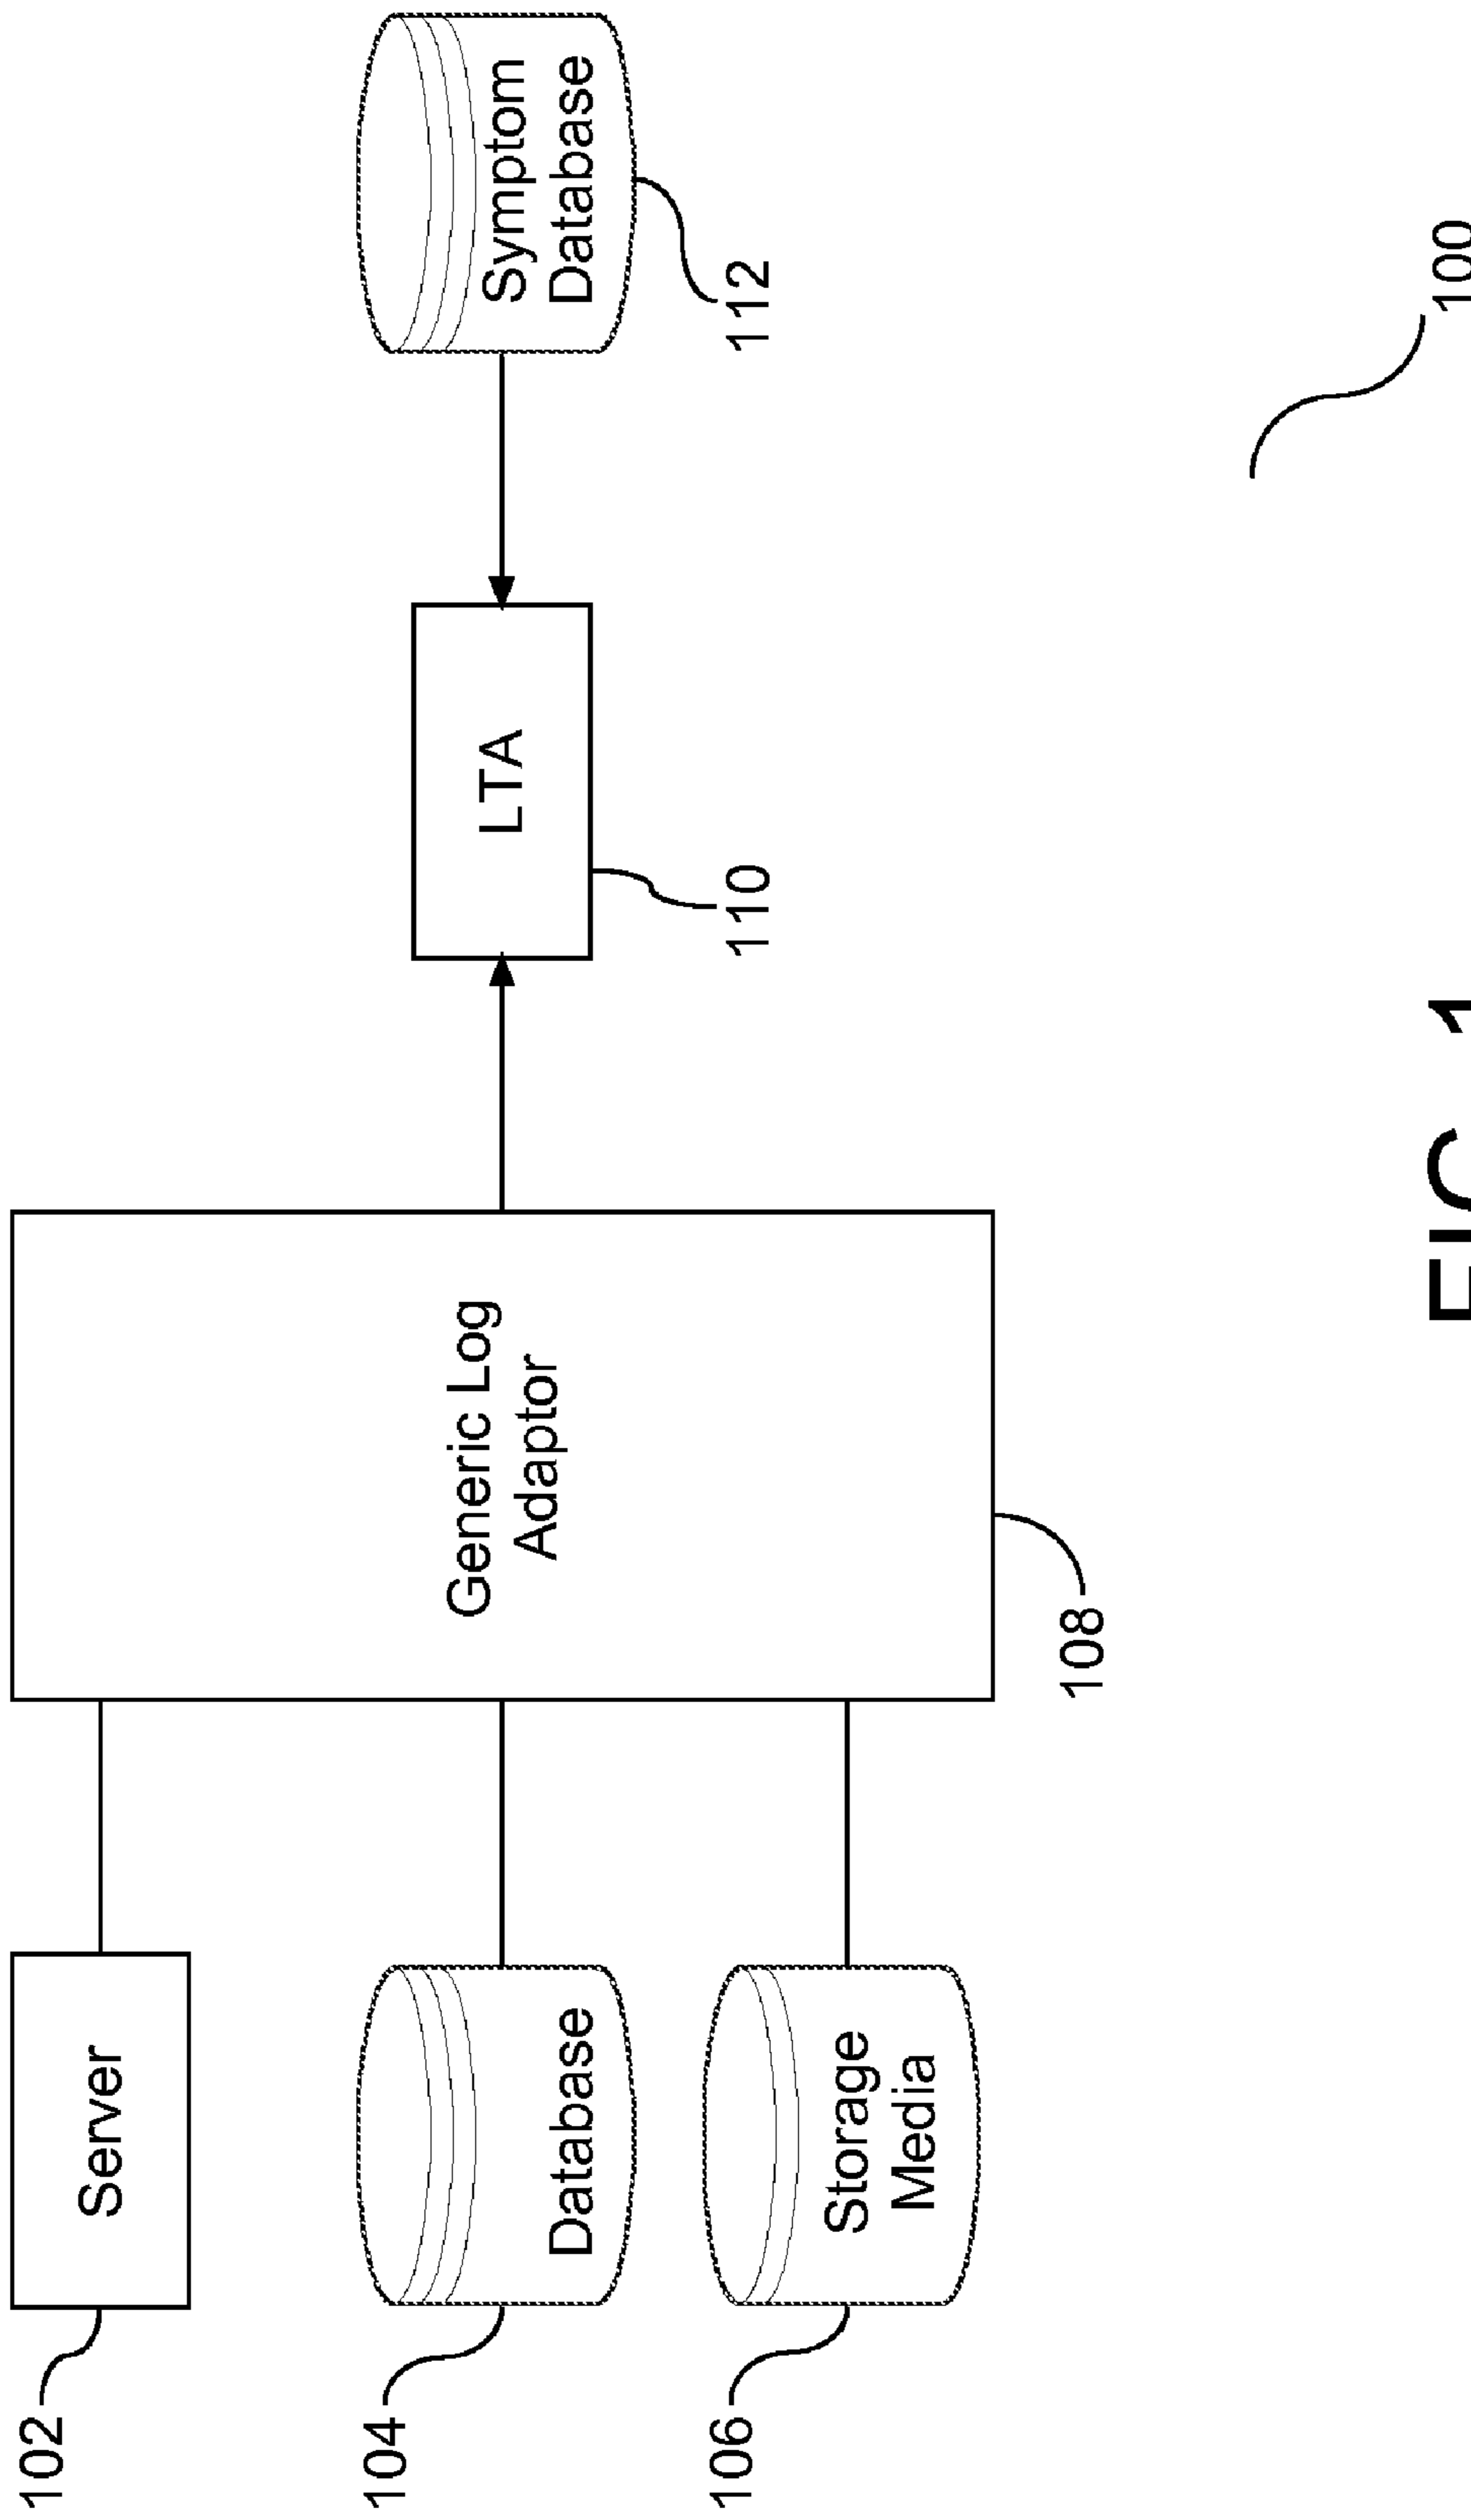 102
Server
104
Database
106
Storage
Media
Generic Log
Adaptor
108
LTA
110
Symptom
Database
112
100